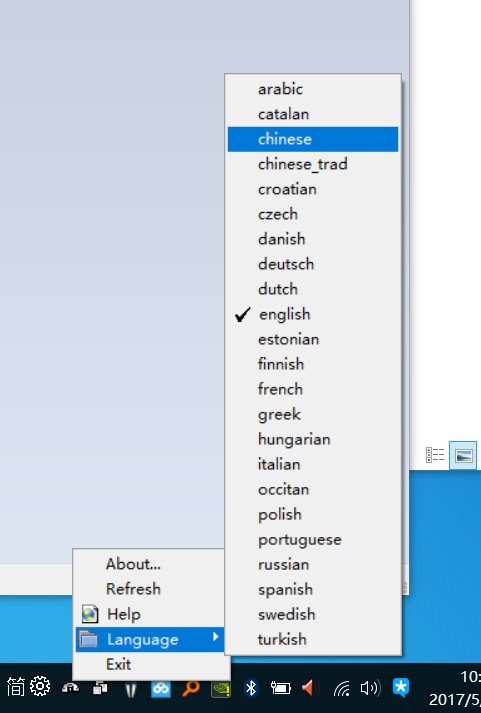 arabic
catalan
chinese
chinese_trad
croatian
czech
danish
deutsch
dutch
english
estonian
finnish
french
greek
hungarian
italian
occitan
polish
portuguese
russian
spanish
swedish
turkish
About...
Refresh
Help
Language
Exit
简
10:
2017/5/